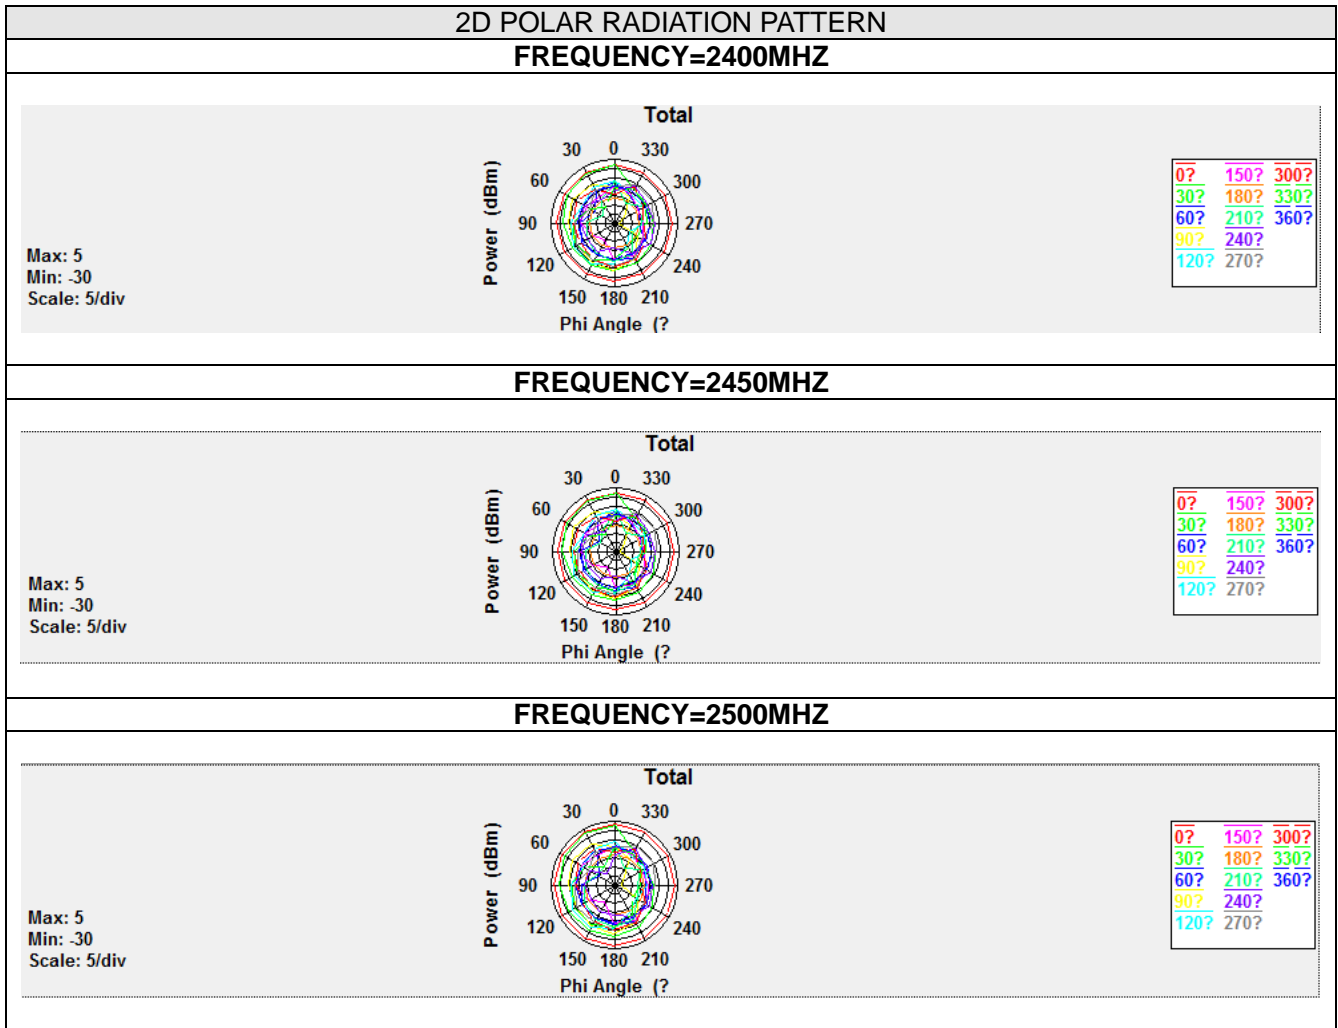 2D POLAR RADIATION PATTERN
FREQUENCY=2400MHZ
Total
30 0 330
60 300
90 270
120 240
150 180 210
Power (dBm)
Phi Angle (?
Max: 5
Min: -30
Scale: 5/div
0? 150? 300?
30? 180? 330?
60? 210? 360?
90? 240?
120? 270?
FREQUENCY=2450MHZ
Total
30 0 330
60 300
90 270
120 240
150 180 210
Power (dBm)
Phi Angle (?
Max: 5
Min: -30
Scale: 5/div
0? 150? 300?
30? 180? 330?
60? 210? 360?
90? 240?
120? 270?
FREQUENCY=2500MHZ
Total
30 0 330
60 300
90 270
120 240
150 180 210
Power (dBm)
Phi Angle (?
Max: 5
Min: -30
Scale: 5/div
0? 150? 300?
30? 180? 330?
60? 210? 360?
90? 240?
120? 270?